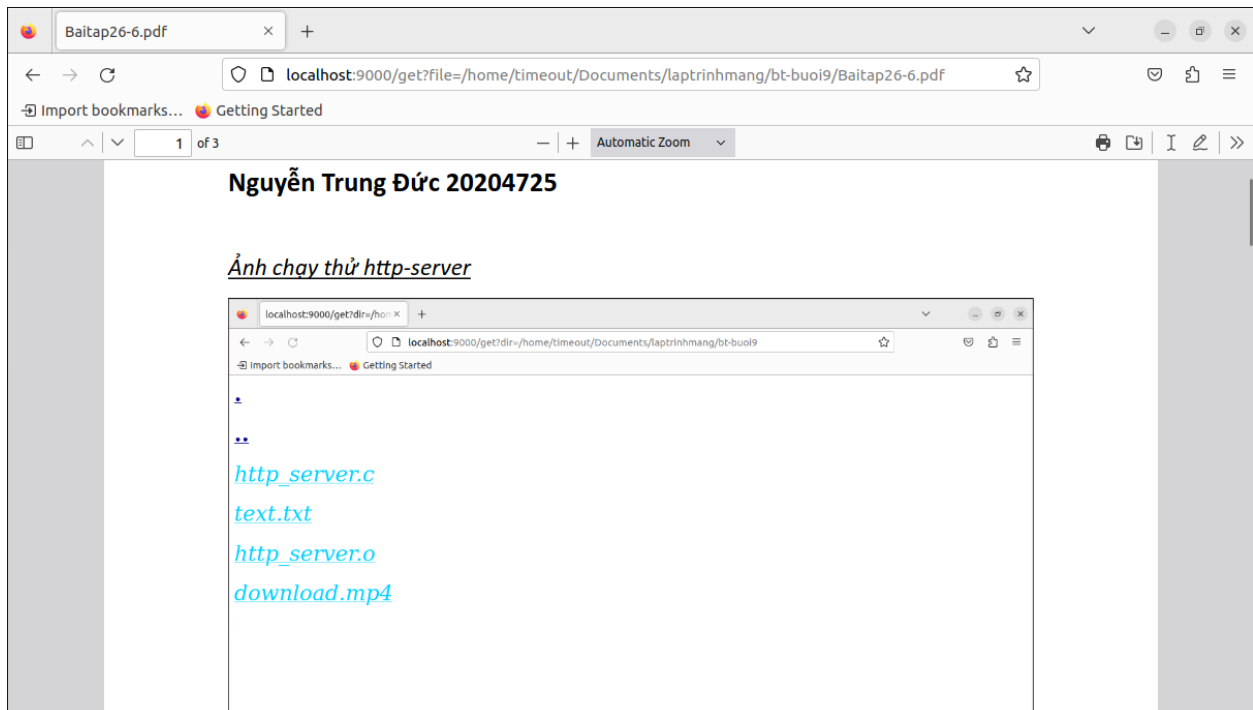 Baitap26-6.pdf
localhost:9000/get?file=/home/timeout/Documents/laptrinhmang/bt-buoi9/Baitap26-6.pdf
Import bookmarks... Getting Started
1 of 3 Automatic Zoom
Nguyễn Trung Đức 20204725
Ảnh chạy thử http-server
localhost:9000/get?dir=/hon
localhost:9000/get?dir=/home/timeout/Documents/laptrinhmang/bt-buoi9
Import bookmarks... Getting Started
.
..
http_server.c
text.txt
http_server.o
download.mp4